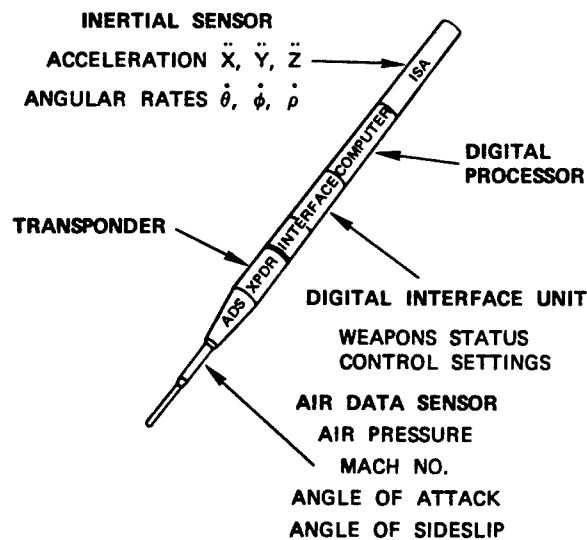 INERTIAL SENSOR
ACCELERATION Ẍ, Ÿ, Z̈
ANGULAR RATES θ̇, ϕ̇, ρ̇
ISA
COMPUTER
DIGITAL
PROCESSOR
TRANSPONDER
INTERFACE
XPDR
ADS
DIGITAL INTERFACE UNIT
WEAPONS STATUS
CONTROL SETTINGS
AIR DATA SENSOR
AIR PRESSURE
MACH NO.
ANGLE OF ATTACK
ANGLE OF SIDESLIP